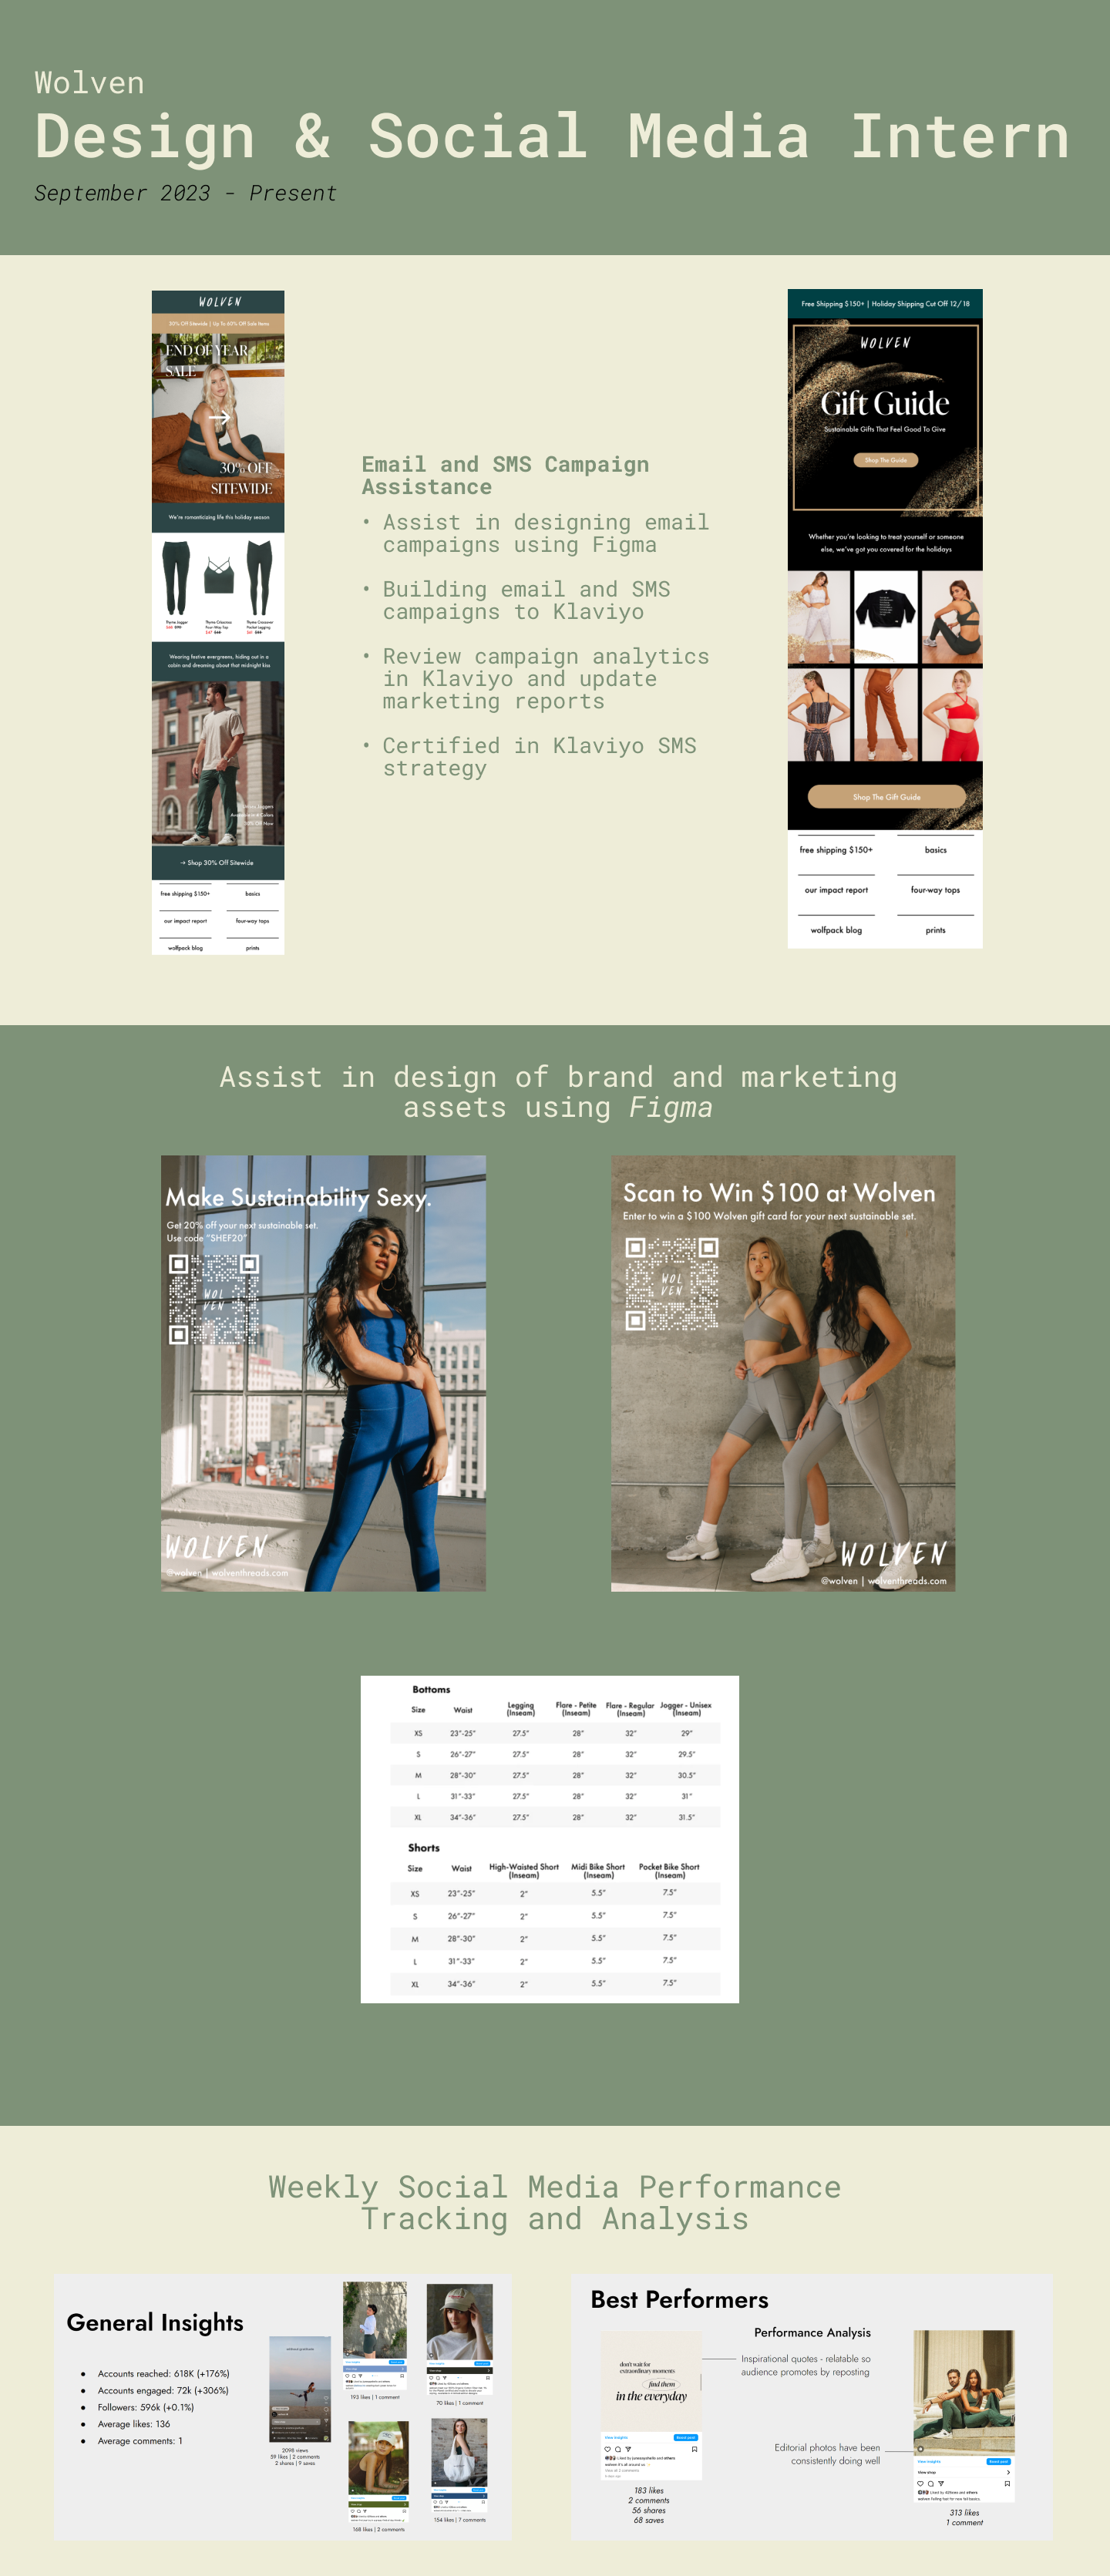 Wolven
Design & Social Media Intern
September 2023 - Present
WOLVEN
30% Off Sitewide | Up To 60% Off Sale Items
END OF YEAR
SALE
→
30% OFF
SITEWIDE
We're romanticizing life this holiday season
Wearing festive evergreens, hiding out in a
cabin and dreaming about that midnight kiss
→ Shop 30% Off Sitewide
free shipping $150+
basics
our impact report
four-way tops
wolfpack blog
prints
Email and SMS Campaign
Assistance
• Assist in designing email
campaigns using Figma
• Building email and SMS
campaigns to Klaviyo
• Review campaign analytics
in Klaviyo and update
marketing reports
• Certified in Klaviyo SMS
strategy
Free Shipping $150+ | Holiday Shipping Cut Off 12/18
WOLVEN
Gift Guide
Sustainable Gifts That Feel Good To Give
Shop The Guide
Whether you're looking to treat yourself or someone
else, we've got you covered for the holidays
Shop The Gift Guide
free shipping $150+
basics
our impact report
four-way tops
wolfpack blog
prints
Assist in design of brand and marketing
assets using Figma
Make Sustainability Sexy.
Get 20% off your next sustainable set.
Use code "SHEF20"
WOL
VEN
WOLVEN
@wolven | wolventhreads.com
Scan to Win $100 at Wolven
Enter to win a $100 Wolven gift card for your next sustainable set.
WOL
VEN
WOLVEN
@wolven | wolventhreads.com
Bottoms
Size Waist Legging (Inseam) Flare - Petite (Inseam) Flare - Regular (Inseam) Jogger - Unisex (Inseam)
XS 23"-25" 27.5" 28" 32" 29"
S 26"-27" 27.5" 28" 32" 29.5"
M 28"-30" 27.5" 28" 32" 30.5"
L 31"-33" 27.5" 28" 32" 31"
XL 34"-36" 27.5" 28" 32" 31.5"
Shorts
Size Waist High-Waisted Short (Inseam) Midi Bike Short (Inseam) Pocket Bike Short (Inseam)
XS 23"-25" 2" 5.5" 7.5"
S 26"-27" 2" 5.5" 7.5"
M 28"-30" 2" 5.5" 7.5"
L 31"-33" 2" 5.5" 7.5"
XL 34"-36" 2" 5.5" 7.5"
Weekly Social Media Performance
Tracking and Analysis
General Insights
● Accounts reached: 618K (+176%)
● Accounts engaged: 72k (+306%)
● Followers: 596k (+0.1%)
● Average likes: 136
● Average comments: 1
2098 views
59 likes | 2 comments
2 shares | 9 saves
193 likes | 1 comment
70 likes | 1 comment
168 likes | 2 comments
154 likes | 7 comments
Best Performers
Performance Analysis
don't wait for
extraordinary moments
find them
in the everyday
Inspirational quotes - relatable so
audience promotes by reposting
Editorial photos have been
consistently doing well
View insights
Boost post
183 likes
2 comments
56 shares
68 saves
View insights
Boost post
View shop
313 likes
1 comment